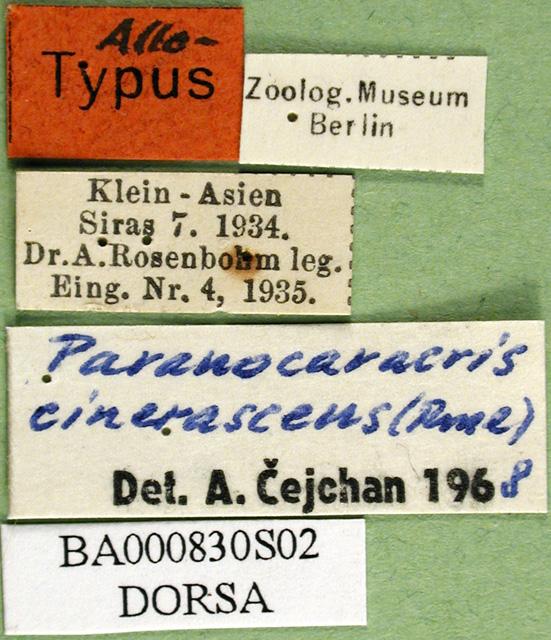 Allo-
Typus
Zoolog. Museum
Berlin
Klein - Asien
Siras 7. 1934.
Dr. A. Rosenbohm leg.
Eing. Nr. 4, 1935.
Paranocaracris
cinerascens (Rme)
Det. A. Čejchan 1968
BA000830S02
DORSA